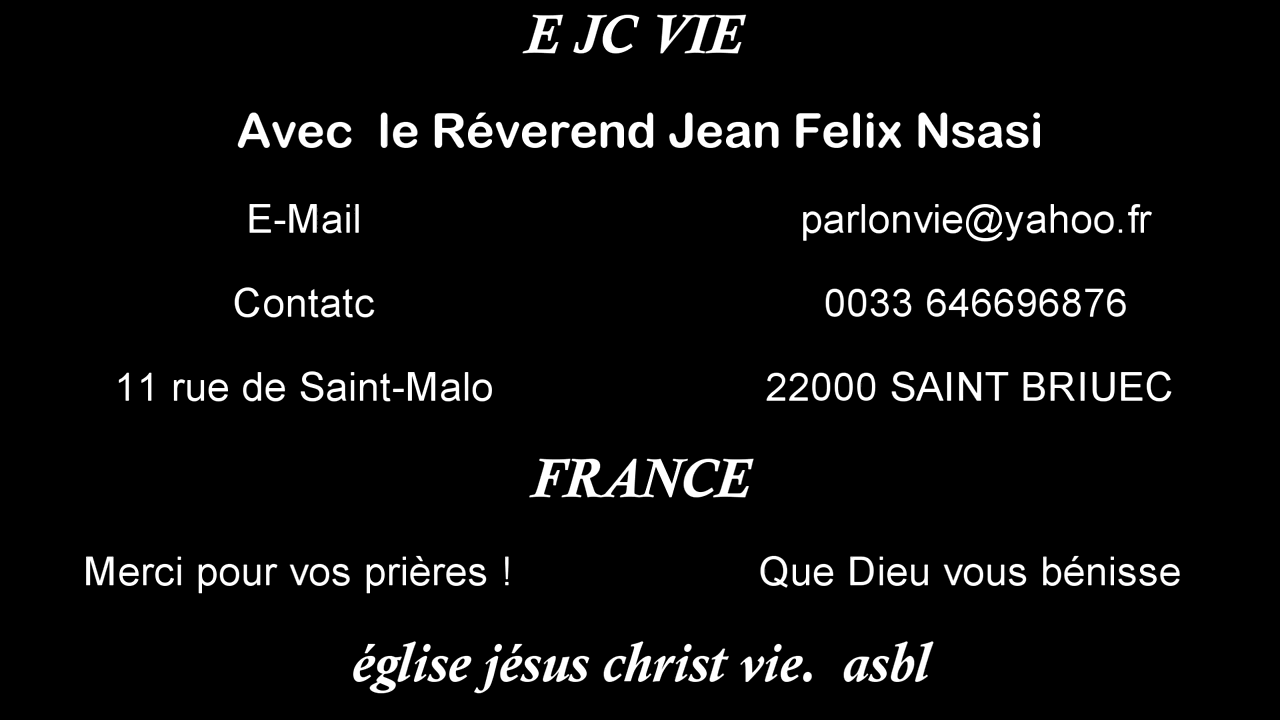 E JC VIE
Avec le Réverend Jean Felix Nsasi
E-Mail parlonvie@yahoo.fr
Contatc 0033 646696876
11 rue de Saint-Malo 22000 SAINT BRIUEC
FRANCE
Merci pour vos prières ! Que Dieu vous bénisse
église jésus christ vie. asbl